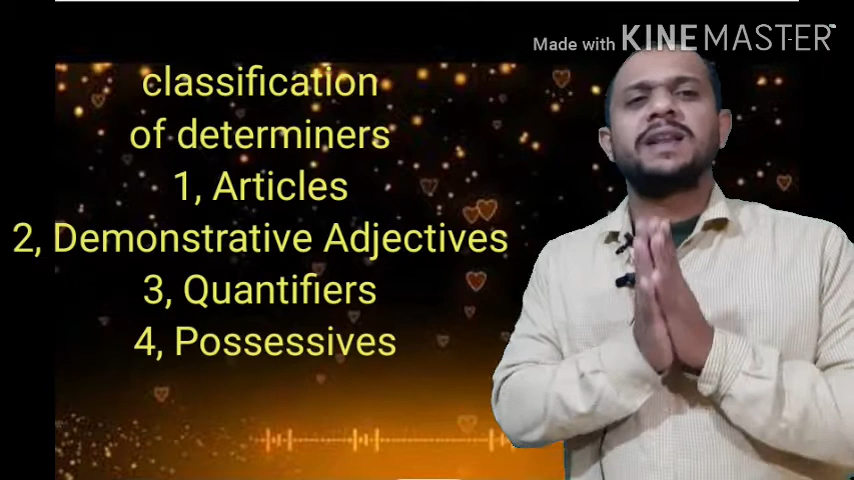 Made with KINEMASTER
classification
of determiners
1, Articles
2, Demonstrative Adjectives
3, Quantifiers
4, Possessives